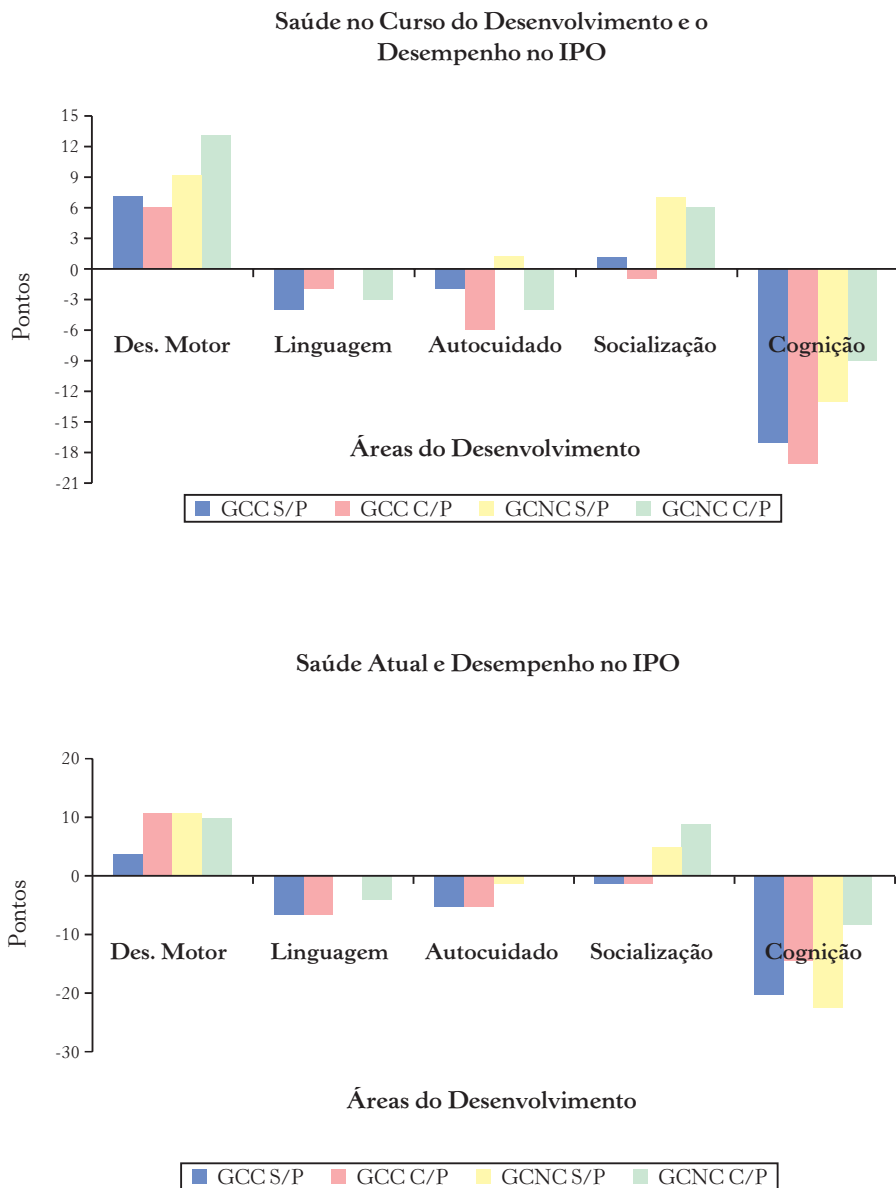 Saúde no Curso do Desenvolvimento e o
Desempenho no IPO
15
12
9
6
3
0
-3
-6
-9
-12
-15
-18
-21
Pontos
Des. Motor Linguagem Autocuidado Socialização Cognição
Áreas do Desenvolvimento
GCC S/P GCC C/P GCNC S/P GCNC C/P
Saúde Atual e Desempenho no IPO
20
10
0
-10
-20
-30
Pontos
Des. Motor Linguagem Autocuidado Socialização Cognição
Áreas do Desenvolvimento
GCC S/P GCC C/P GCNC S/P GCNC C/P